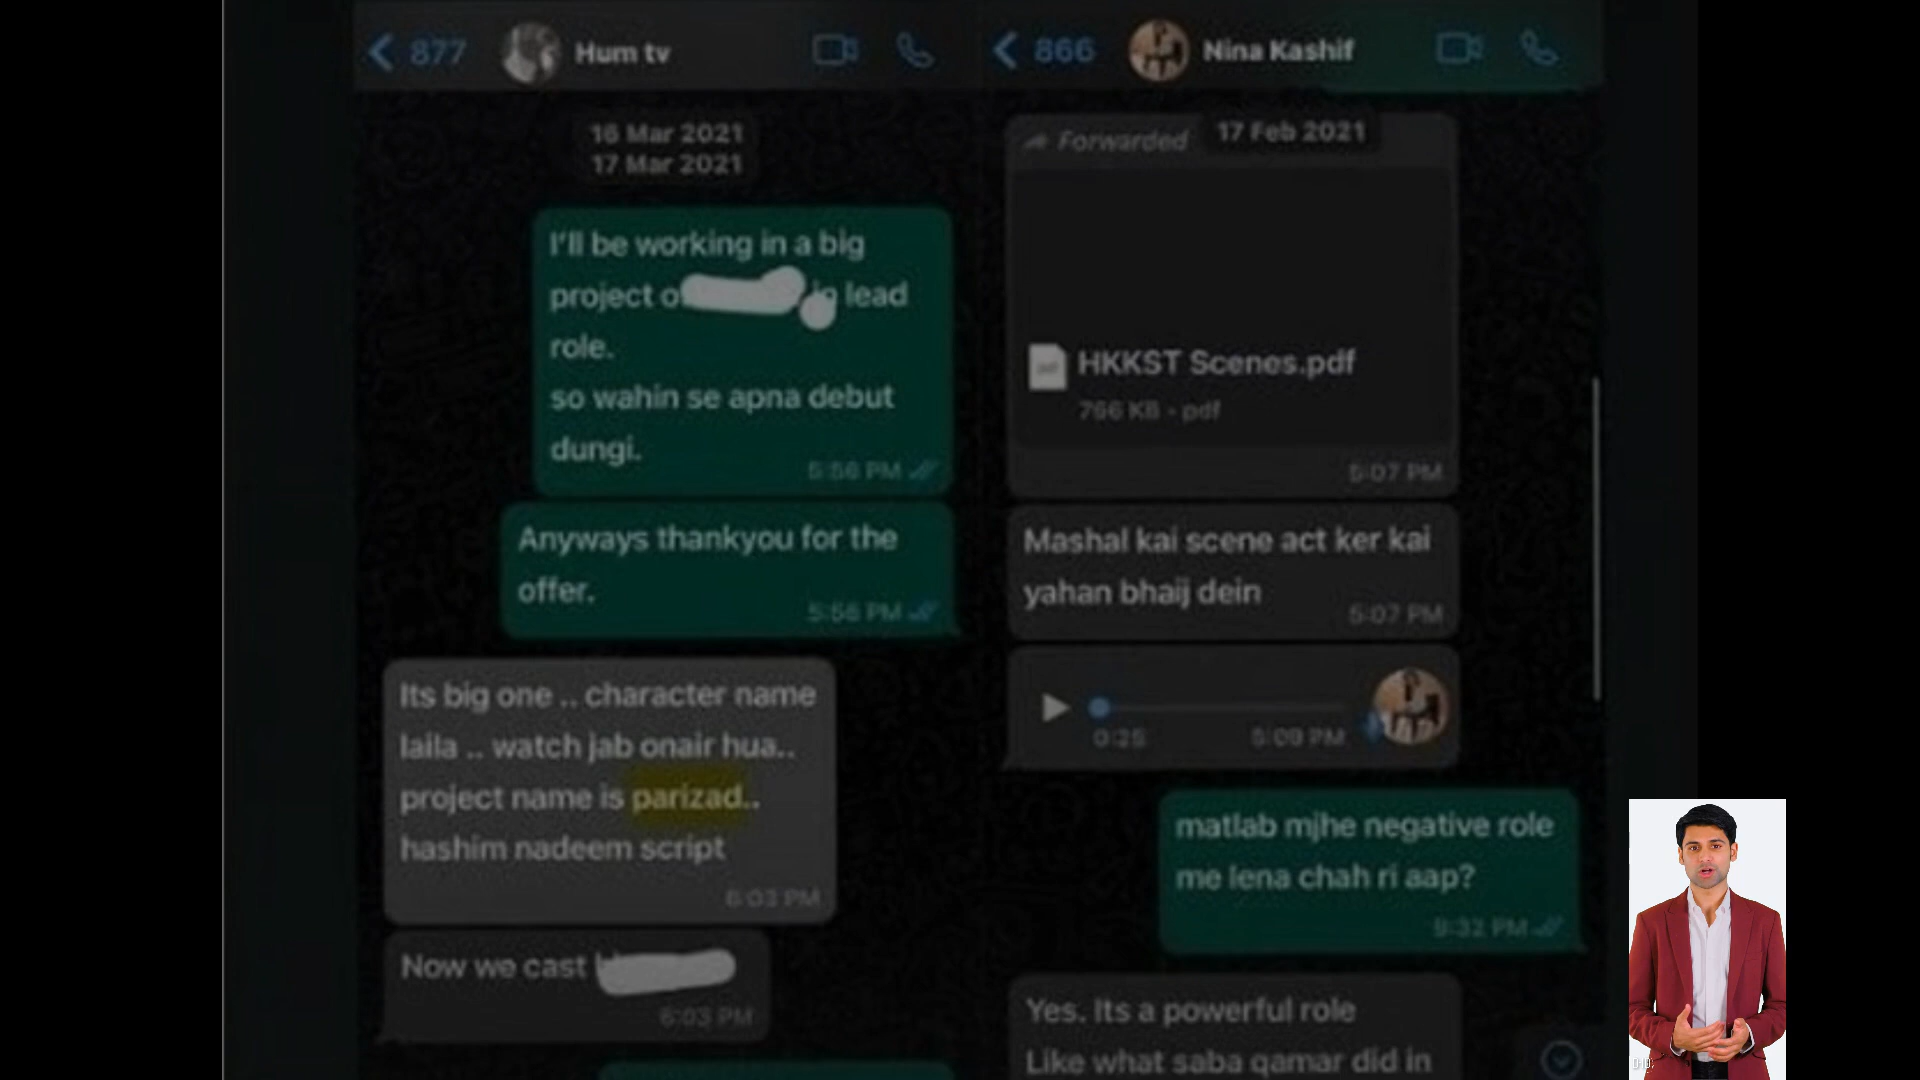 877
Hum tv
16 Mar 2021
17 Mar 2021
I'll be working in a big
project o in lead
role.
so wahin se apna debut
dungi.
5:56 PM
Anyways thankyou for the
offer.
5:56 PM
Its big one .. character name
laila .. watch jab onair hua..
project name is parizad..
hashim nadeem script
6:03 PM
Now we cast
6:03 PM
866
Nina Kashif
17 Feb 2021
Forwarded
HKKST Scenes.pdf
766 KB - pdf
5:07 PM
Mashal kai scene act ker kai
yahan bhaij dein
5:07 PM
0:25
5:09 PM
matlab mjhe negative role
me lena chah ri aap?
9:32 PM
Yes. Its a powerful role
Like what saba qamar did in